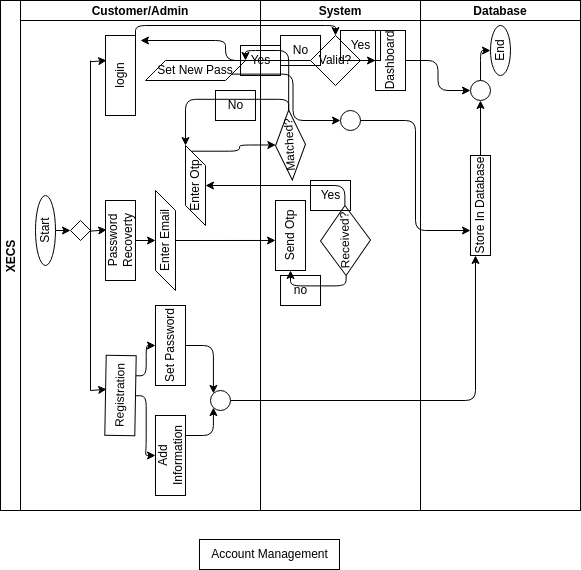 Customer/Admin
System
Database
XECS
login
Set New Pass
Yes
No
Valid?
Yes
Dashboard
End
No
Matched?
Enter Otp
Yes
Start
Password
Recoverty
Enter Email
Send Otp
Received?
Store In Database
no
Registration
Set Password
Add
Information
Account Management